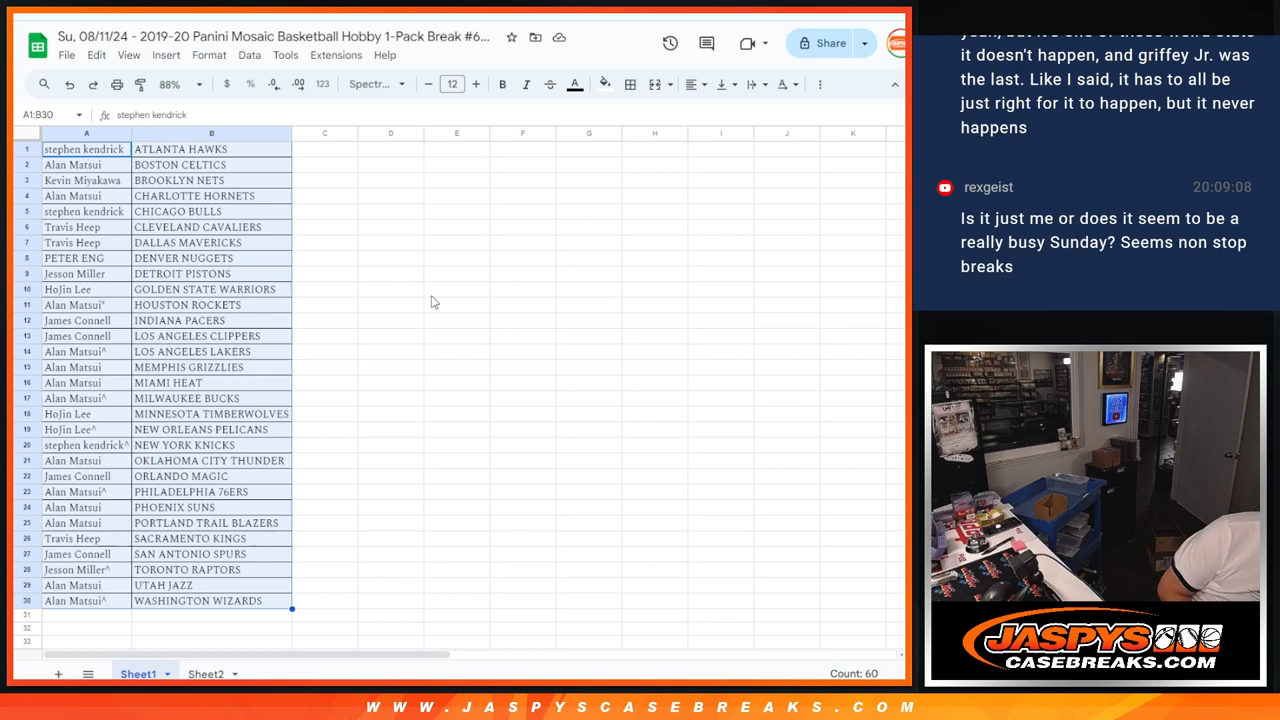 Su, 08/11/24 - 2019-20 Panini Mosaic Basketball Hobby 1-Pack Break #6...
Share
File Edit View Insert Format Data Tools Extensions Help
88% $ % .0 .00 123 Spectr... 12 B I A
A1:B30 fx stephen kendrick
A B C D E F G H I J K
1 stephen kendrick ATLANTA HAWKS
2 Alan Matsui BOSTON CELTICS
3 Kevin Miyakawa BROOKLYN NETS
4 Alan Matsui CHARLOTTE HORNETS
5 stephen kendrick CHICAGO BULLS
6 Travis Heep CLEVELAND CAVALIERS
7 Travis Heep DALLAS MAVERICKS
8 PETER ENG DENVER NUGGETS
9 Jesson Miller DETROIT PISTONS
10 HoJin Lee GOLDEN STATE WARRIORS
11 Alan Matsui* HOUSTON ROCKETS
12 James Connell INDIANA PACERS
13 James Connell LOS ANGELES CLIPPERS
14 Alan Matsui^ LOS ANGELES LAKERS
15 Alan Matsui MEMPHIS GRIZZLIES
16 Alan Matsui MIAMI HEAT
17 Alan Matsui^ MILWAUKEE BUCKS
18 HoJin Lee MINNESOTA TIMBERWOLVES
19 HoJin Lee^ NEW ORLEANS PELICANS
20 stephen kendrick^ NEW YORK KNICKS
21 Alan Matsui OKLAHOMA CITY THUNDER
22 James Connell ORLANDO MAGIC
23 Alan Matsui^ PHILADELPHIA 76ERS
24 Alan Matsui PHOENIX SUNS
25 Alan Matsui PORTLAND TRAIL BLAZERS
26 Travis Heep SACRAMENTO KINGS
27 James Connell SAN ANTONIO SPURS
28 Jesson Miller^ TORONTO RAPTORS
29 Alan Matsui UTAH JAZZ
30 Alan Matsui^ WASHINGTON WIZARDS
31
32
33
Sheet1 Sheet2 Count: 60
yeah, but it's one of those weird stats
it doesn't happen, and griffey Jr. was
the last. Like I said, it has to all be
just right for it to happen, but it never
happens
rexgeist 20:09:08
Is it just me or does it seem to be a
really busy Sunday? Seems non stop
breaks
JASPYS
CASEBREAKS.COM
WWW.JASPYSCASEBREAKS.COM